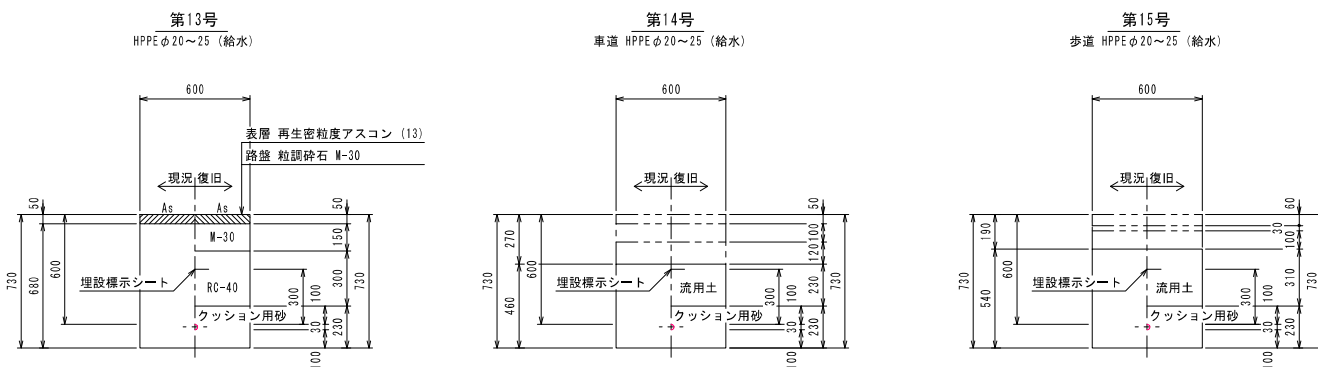 第13号
HPPEφ20～25 (給水)
600
表層 再生密粒度アスコン (13)
路盤 粒調砕石 M-30
現況 復旧
As As
M-30
埋設標示シート
RC-40
クッション用砂
50
730
680
600
300
100
30
100
50
150
300
230
730
第14号
車道 HPPEφ20～25 (給水)
600
現況 復旧
埋設標示シート
流用土
クッション用砂
730
270
460
600
300
100
30
100
50
100
120
230
230
730
第15号
歩道 HPPEφ20～25 (給水)
600
現況 復旧
埋設標示シート
流用土
クッション用砂
730
190
540
600
300
100
30
100
60
30
100
310
230
730